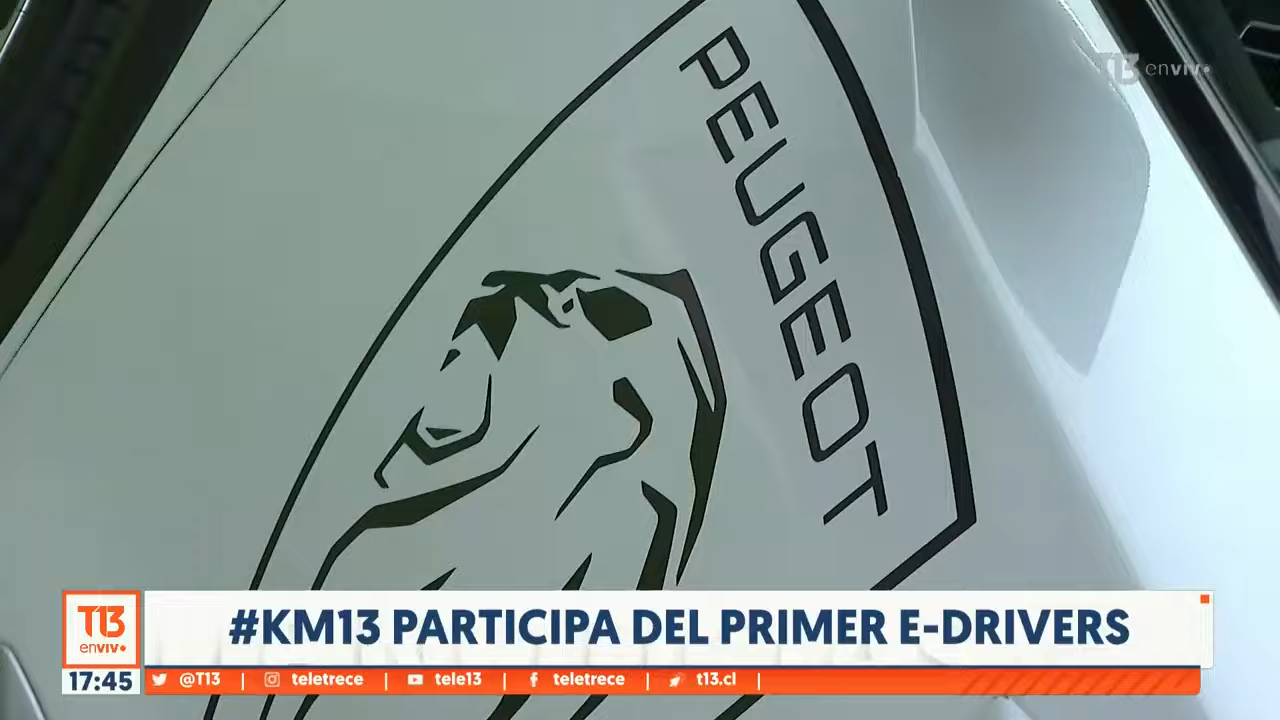 PEUGEOT
T13 envivo
#KM13 PARTICIPA DEL PRIMER E-DRIVERS
T13
envivo
17:45
@T13 | teletrece | tele13 | teletrece | t13.cl |